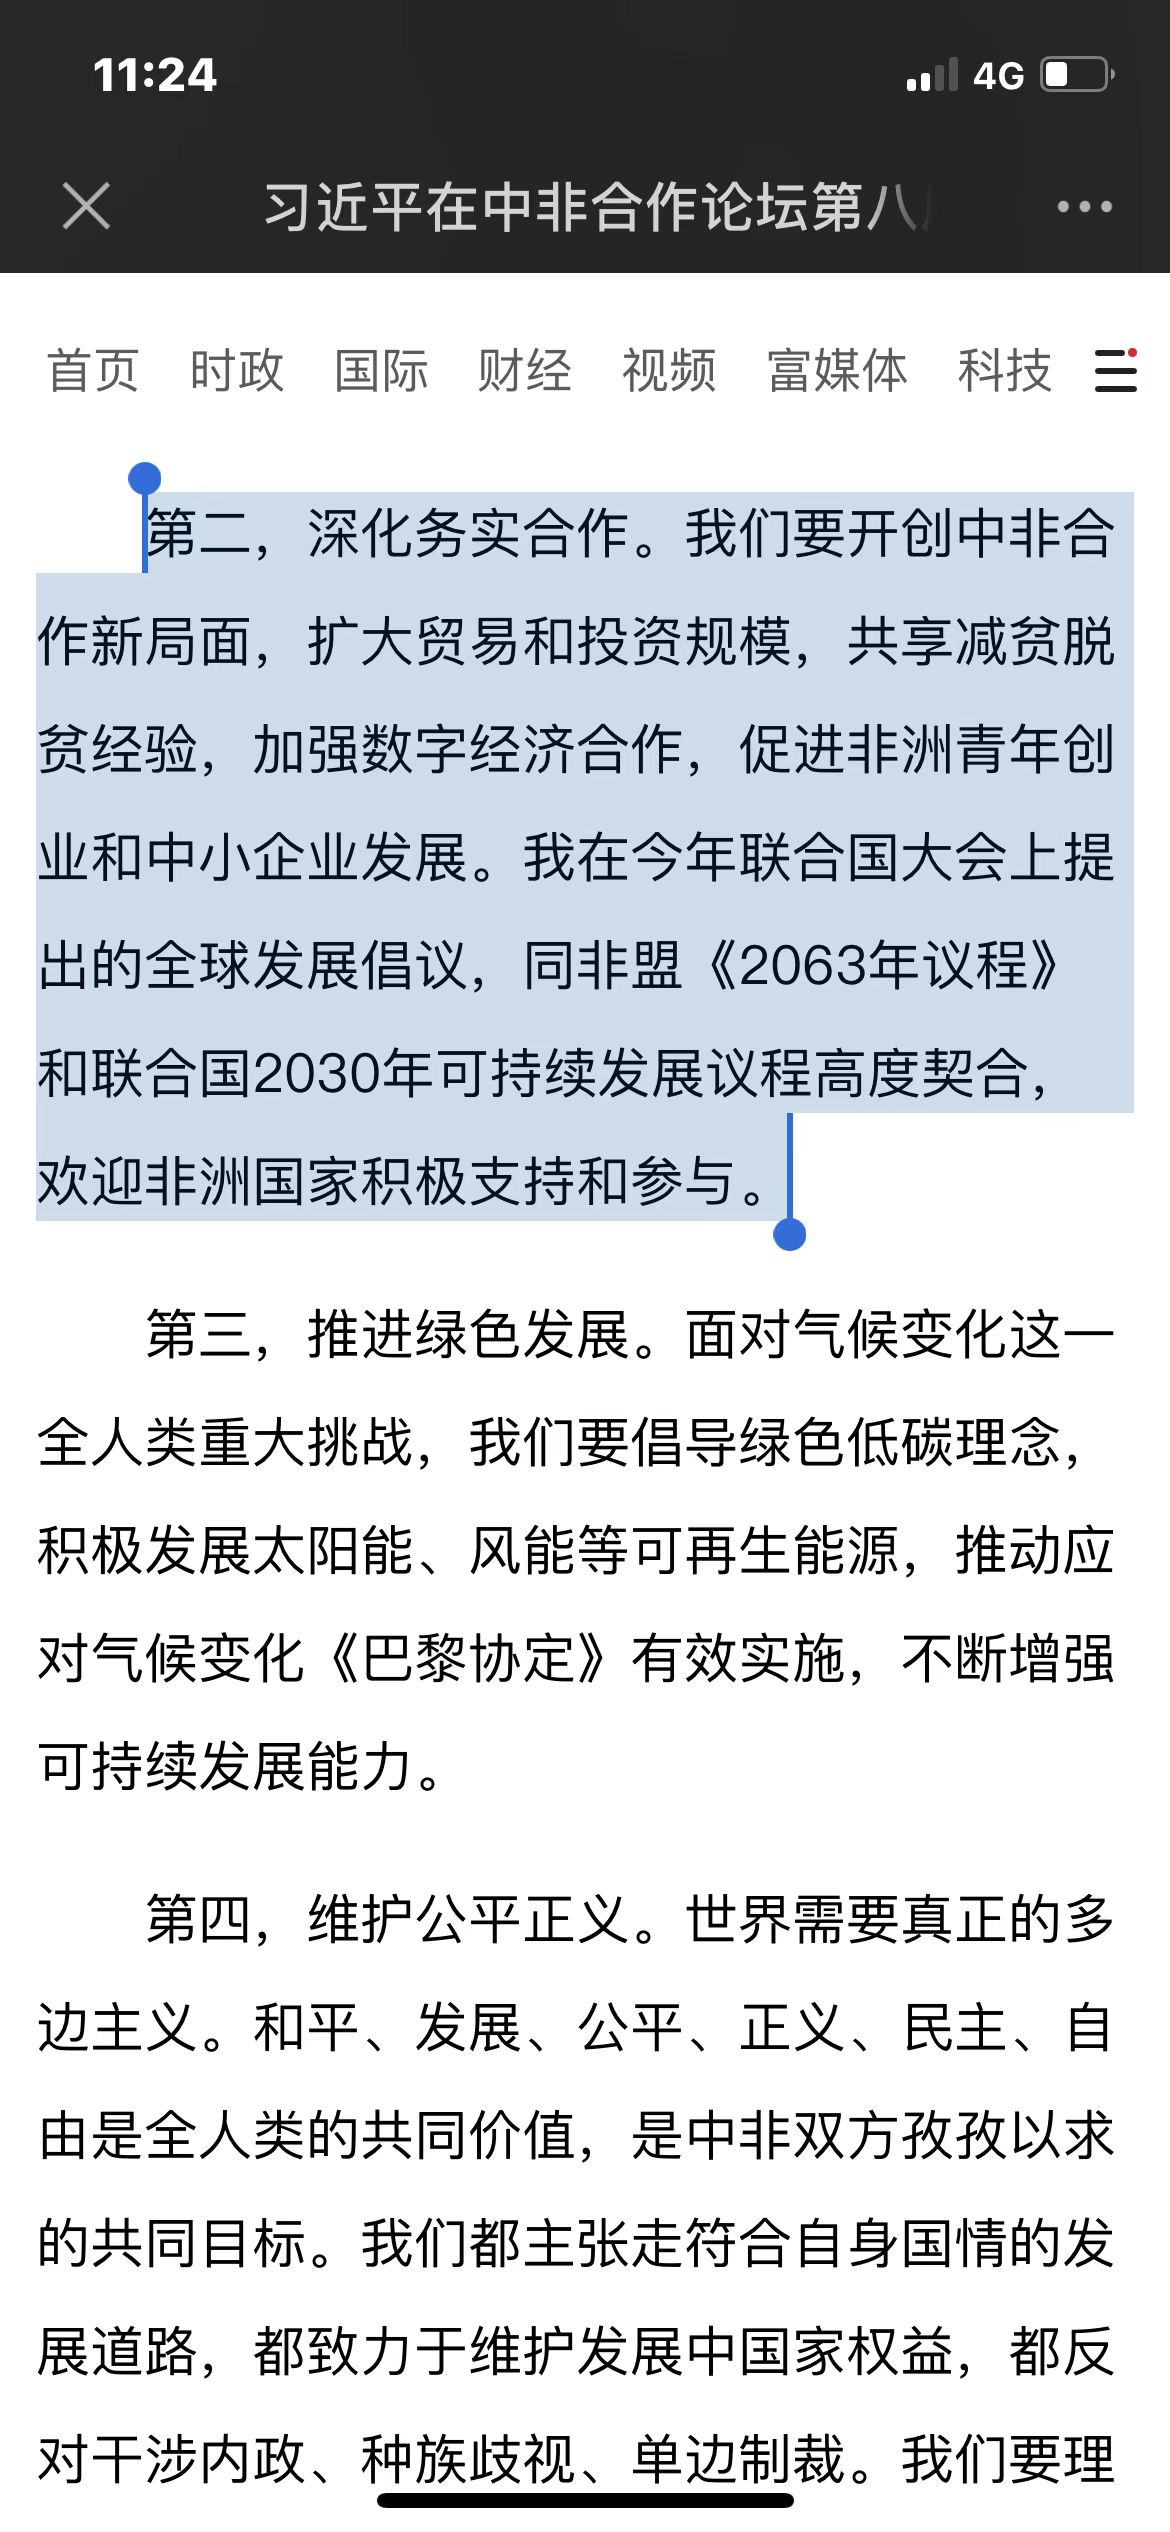 11:24
4G
习近平在中非合作论坛第八
首页 时政 国际 财经 视频 富媒体 科技
第二，深化务实合作。我们要开创中非合
作新局面，扩大贸易和投资规模，共享减贫脱
贫经验，加强数字经济合作，促进非洲青年创
业和中小企业发展。我在今年联合国大会上提
出的全球发展倡议，同非盟《2063年议程》
和联合国2030年可持续发展议程高度契合，
欢迎非洲国家积极支持和参与。
第三，推进绿色发展。面对气候变化这一
全人类重大挑战，我们要倡导绿色低碳理念，
积极发展太阳能、风能等可再生能源，推动应
对气候变化《巴黎协定》有效实施，不断增强
可持续发展能力。
第四，维护公平正义。世界需要真正的多
边主义。和平、发展、公平、正义、民主、自
由是全人类的共同价值，是中非双方孜孜以求
的共同目标。我们都主张走符合自身国情的发
展道路，都致力于维护发展中国家权益，都反
对干涉内政、种族歧视、单边制裁。我们要理